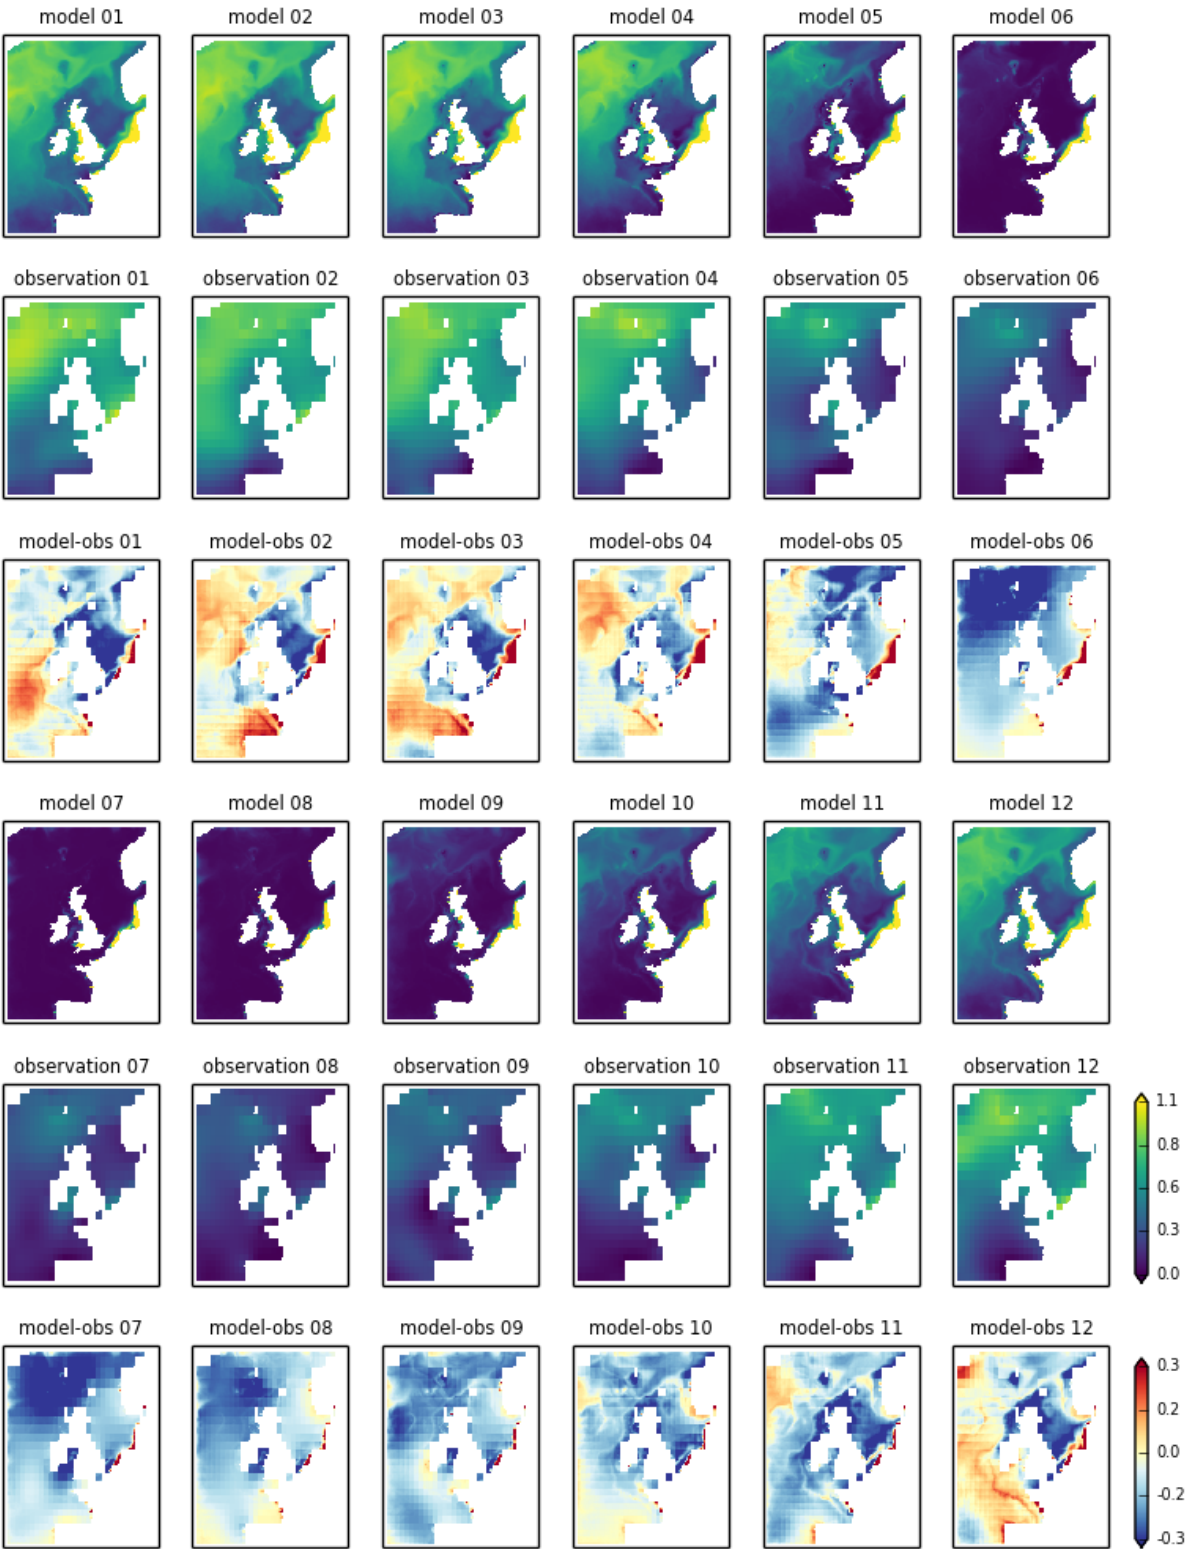 model 01 model 02 model 03 model 04 model 05 model 06
observation 01 observation 02 observation 03 observation 04 observation 05 observation 06
model-obs 01 model-obs 02 model-obs 03 model-obs 04 model-obs 05 model-obs 06
model 07 model 08 model 09 model 10 model 11 model 12
observation 07 observation 08 observation 09 observation 10 observation 11 observation 12
1.1
0.8
0.6
0.3
0.0
model-obs 07 model-obs 08 model-obs 09 model-obs 10 model-obs 11 model-obs 12
0.3
0.2
0.0
-0.2
-0.3